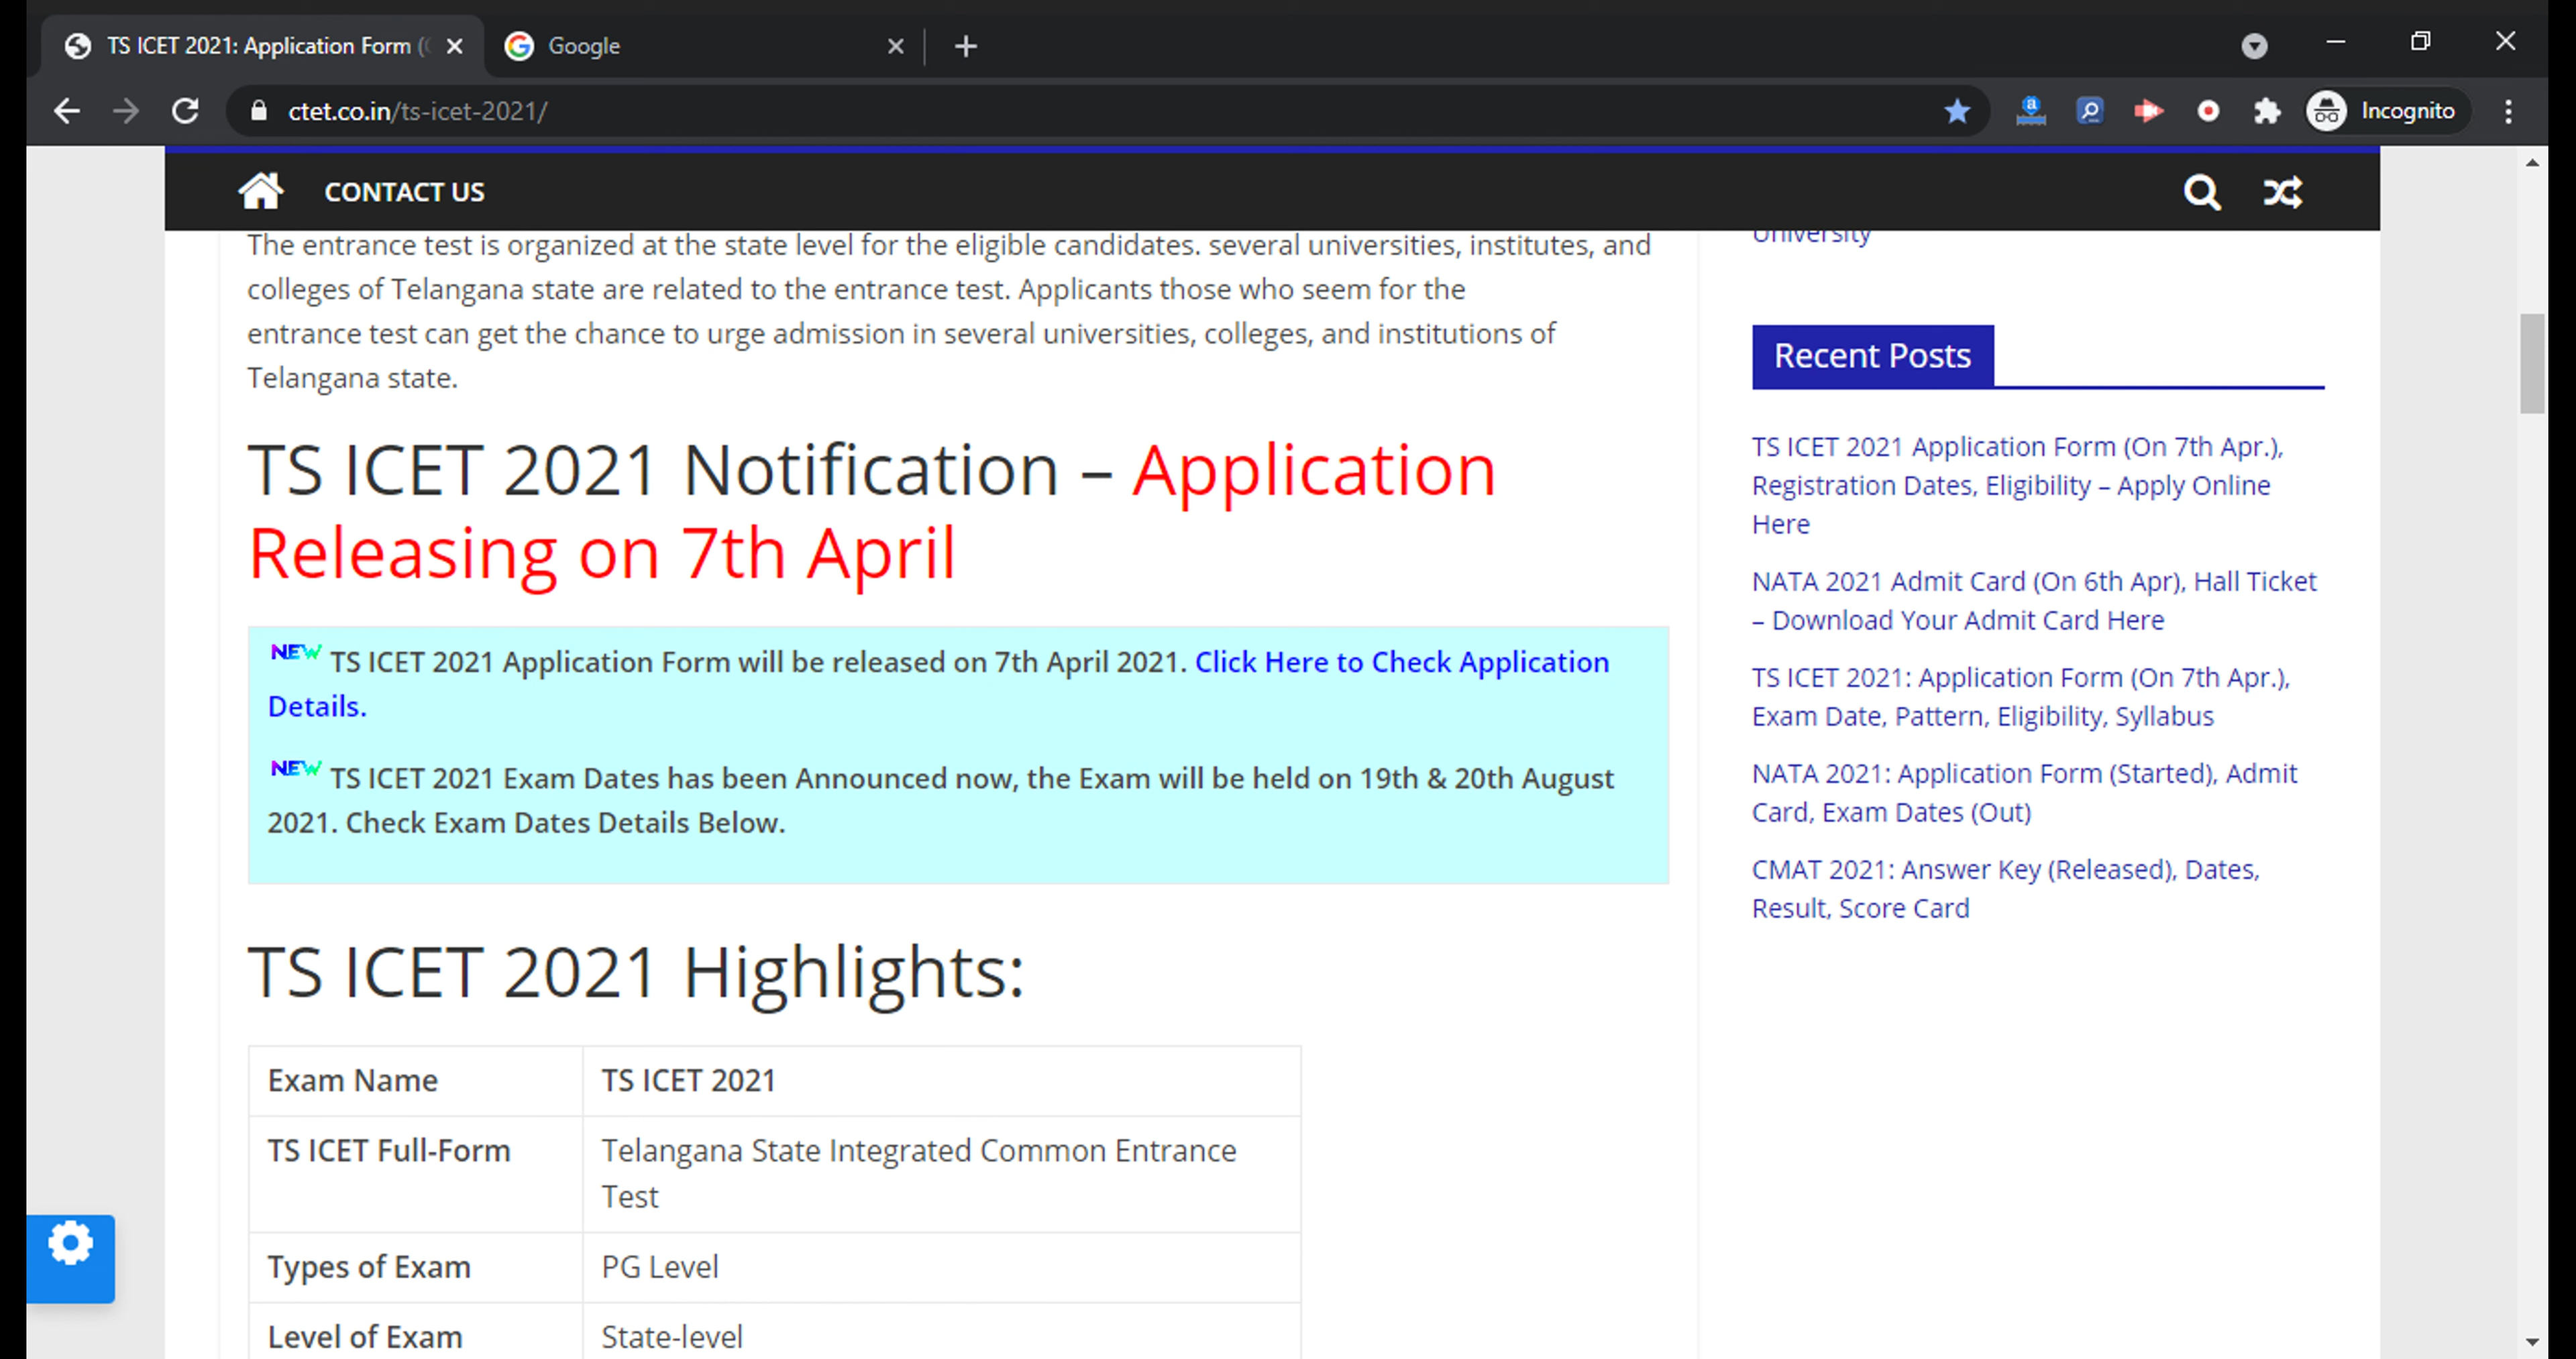 TS ICET 2021: Application Form (
Google
ctet.co.in/ts-icet-2021/
Incognito
CONTACT US
The entrance test is organized at the state level for the eligible candidates. several universities, institutes, and
colleges of Telangana state are related to the entrance test. Applicants those who seem for the
entrance test can get the chance to urge admission in several universities, colleges, and institutions of
Telangana state.
TS ICET 2021 Notification – Application
Releasing on 7th April
NEW TS ICET 2021 Application Form will be released on 7th April 2021. Click Here to Check Application
Details.
NEW TS ICET 2021 Exam Dates has been Announced now, the Exam will be held on 19th & 20th August
2021. Check Exam Dates Details Below.
TS ICET 2021 Highlights:
Exam Name TS ICET 2021
TS ICET Full-Form Telangana State Integrated Common Entrance
Test
Types of Exam PG Level
Level of Exam State-level
University
Recent Posts
TS ICET 2021 Application Form (On 7th Apr.),
Registration Dates, Eligibility – Apply Online
Here
NATA 2021 Admit Card (On 6th Apr), Hall Ticket
– Download Your Admit Card Here
TS ICET 2021: Application Form (On 7th Apr.),
Exam Date, Pattern, Eligibility, Syllabus
NATA 2021: Application Form (Started), Admit
Card, Exam Dates (Out)
CMAT 2021: Answer Key (Released), Dates,
Result, Score Card